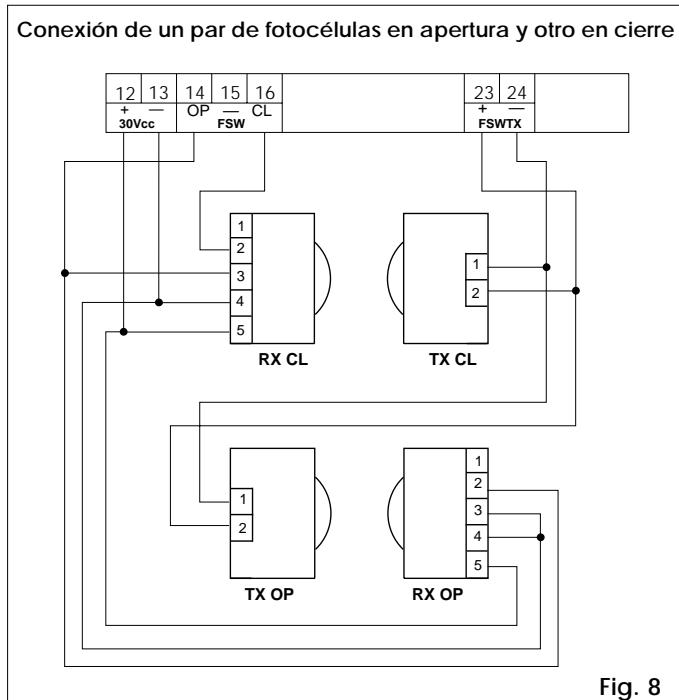 Conexión de un par de fotocélulas en apertura y otro en cierre
12 13 14 15 16 23 24
+ — OP — CL + —
30Vcc FSW FSWTX
1
2
3
4
5
RX CL
1
2
TX CL
1
2
TX OP
1
2
3
4
5
RX OP
Fig. 8